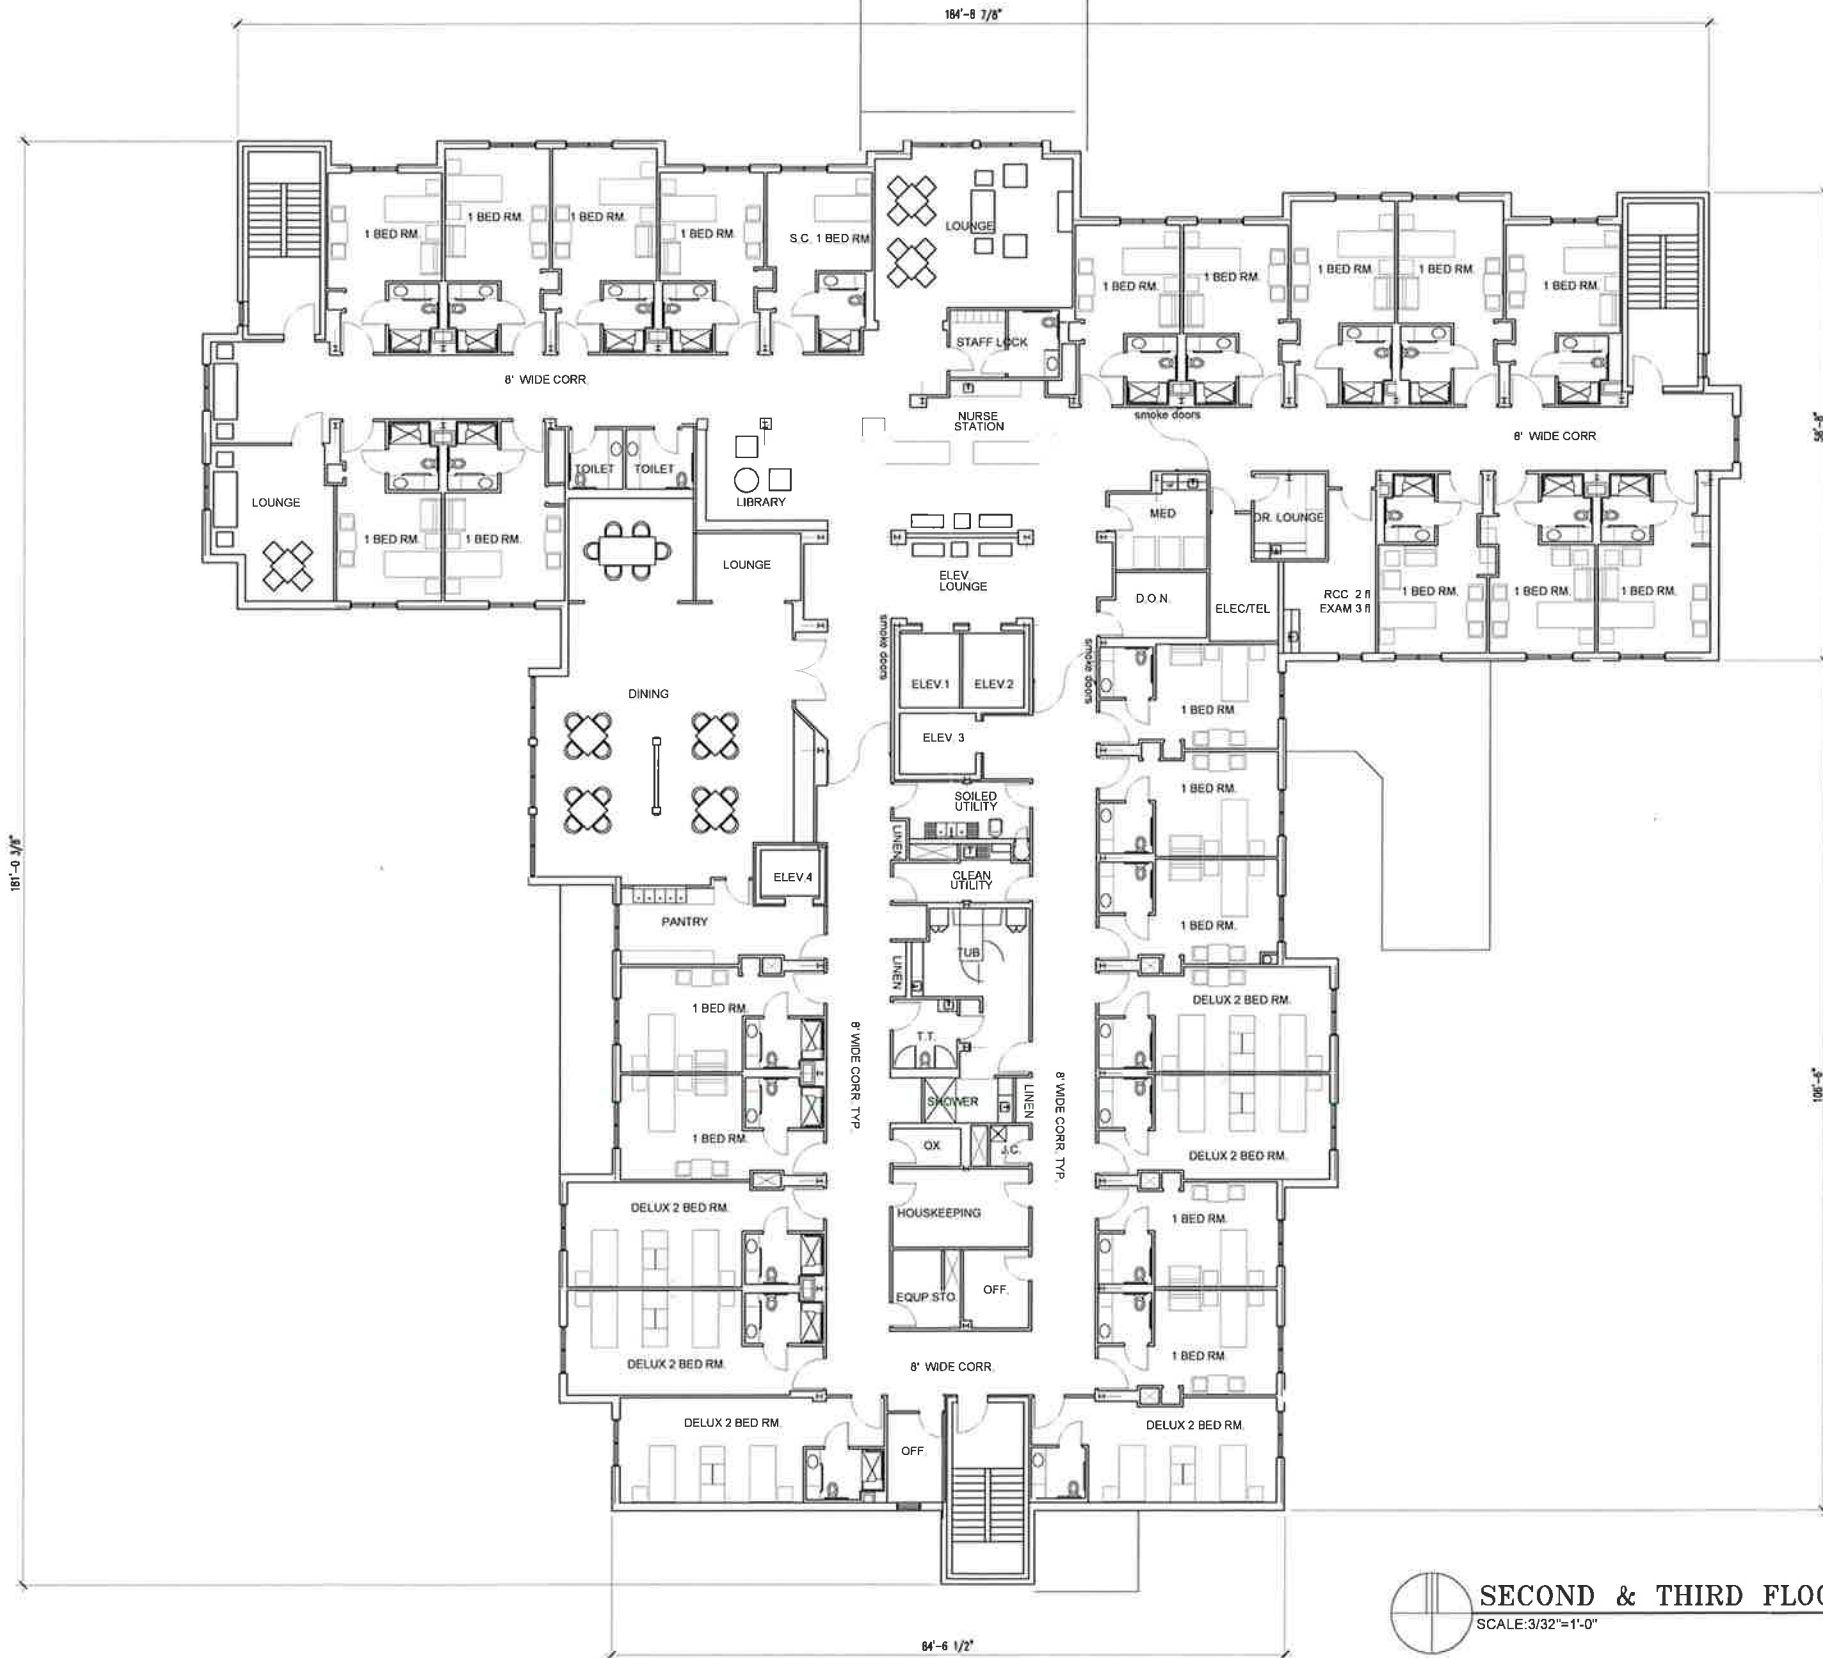 184'-8 7/8"
1 BED RM.
1 BED RM.
1 BED RM.
1 BED RM.
S.C. 1 BED RM.
LOUNGE
1 BED RM.
1 BED RM.
1 BED RM.
1 BED RM.
1 BED RM.
STAFF LOCK
8' WIDE CORR.
NURSE
STATION
smoke doors
8' WIDE CORR.
58'-8"
TOILET
TOILET
LIBRARY
LOUNGE
1 BED RM.
1 BED RM.
LOUNGE
ELEV.
LOUNGE
MED
DR. LOUNGE
D.O.N.
ELEC/TEL
RCC 2 fl
EXAM 3 fl
1 BED RM.
1 BED RM.
1 BED RM.
smoke doors
smoke doors
ELEV.1
ELEV.2
ELEV. 3
DINING
1 BED RM.
1 BED RM.
SOILED
UTILITY
LINEN
181'-0 3/8"
CLEAN
UTILITY
ELEV.4
PANTRY
1 BED RM.
TUB
LINEN
1 BED RM.
DELUX 2 BED RM.
T.T.
8' WIDE CORR. TYP.
8' WIDE CORR. TYP.
106'-6"
SHOWER
LINEN
1 BED RM.
OX
J.C.
DELUX 2 BED RM.
DELUX 2 BED RM.
HOUSKEEPING
1 BED RM.
EQUP.STO.
OFF.
DELUX 2 BED RM.
8' WIDE CORR.
1 BED RM.
DELUX 2 BED RM.
OFF.
DELUX 2 BED RM.
SECOND & THIRD FLOO
SCALE:3/32"=1'-0"